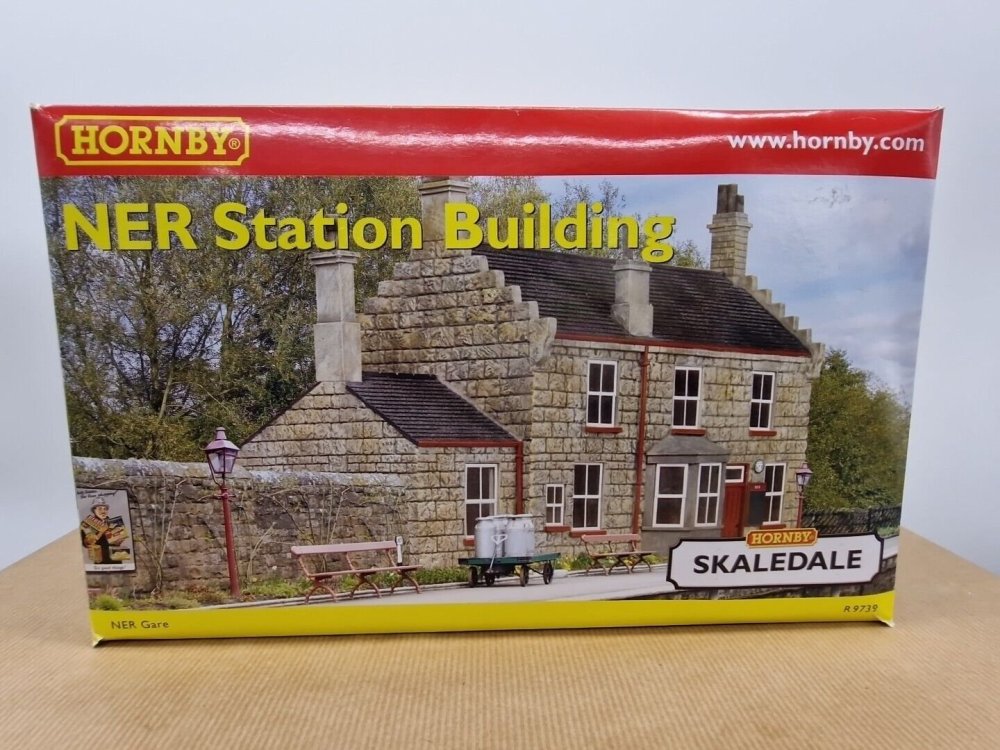 HORNBY®
www.hornby.com
NER Station Building
HORNBY
SKALEDALE
NER Gare
R 9739